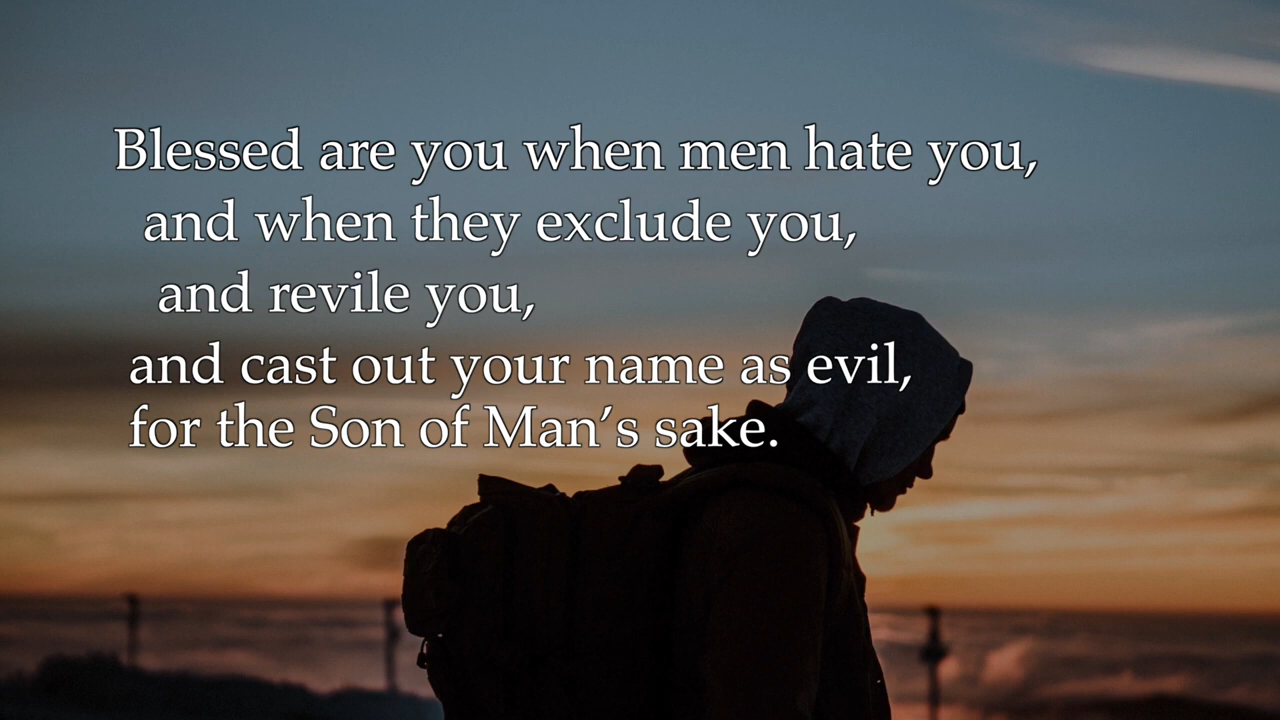 Blessed are you when men hate you,
and when they exclude you,
and revile you,
and cast out your name as evil,
for the Son of Man’s sake.